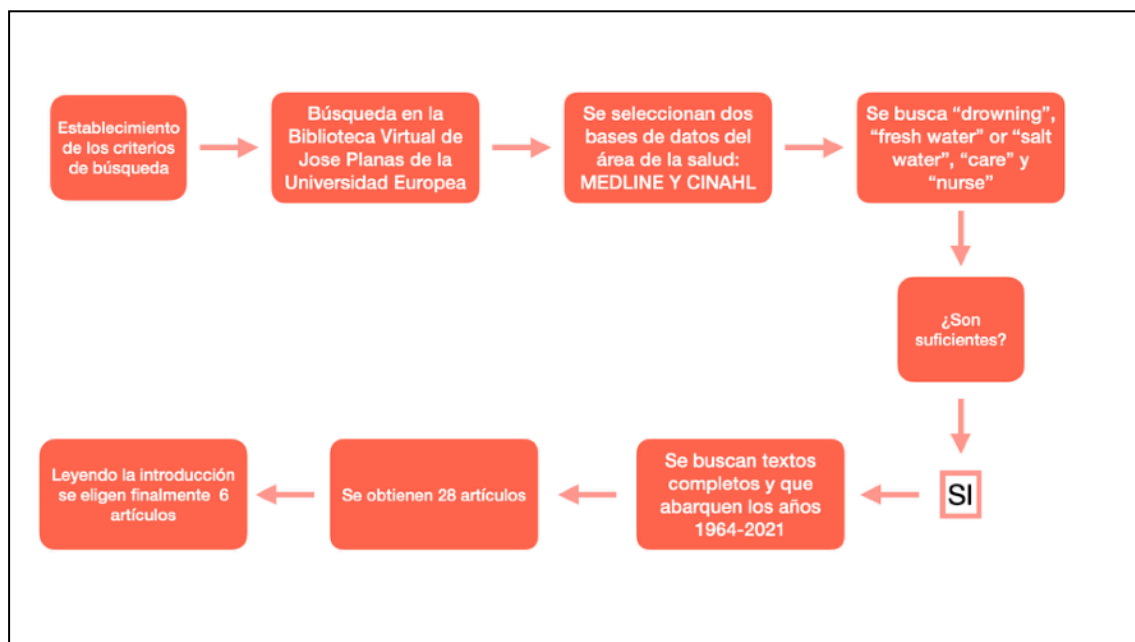 Establecimiento
de los criterios
de búsqueda
Búsqueda en la
Biblioteca Virtual de
Jose Planas de la
Universidad Europea
Se seleccionan dos
bases de datos del
área de la salud:
MEDLINE Y CINAHL
Se busca “drowning”,
“fresh water” or “salt
water”, “care” y
“nurse”
¿Son
suficientes?
SI
Se buscan textos
completos y que
abarquen los años
1964-2021
Se obtienen 28 artículos
Leyendo la introducción
se eligen finalmente 6
artículos